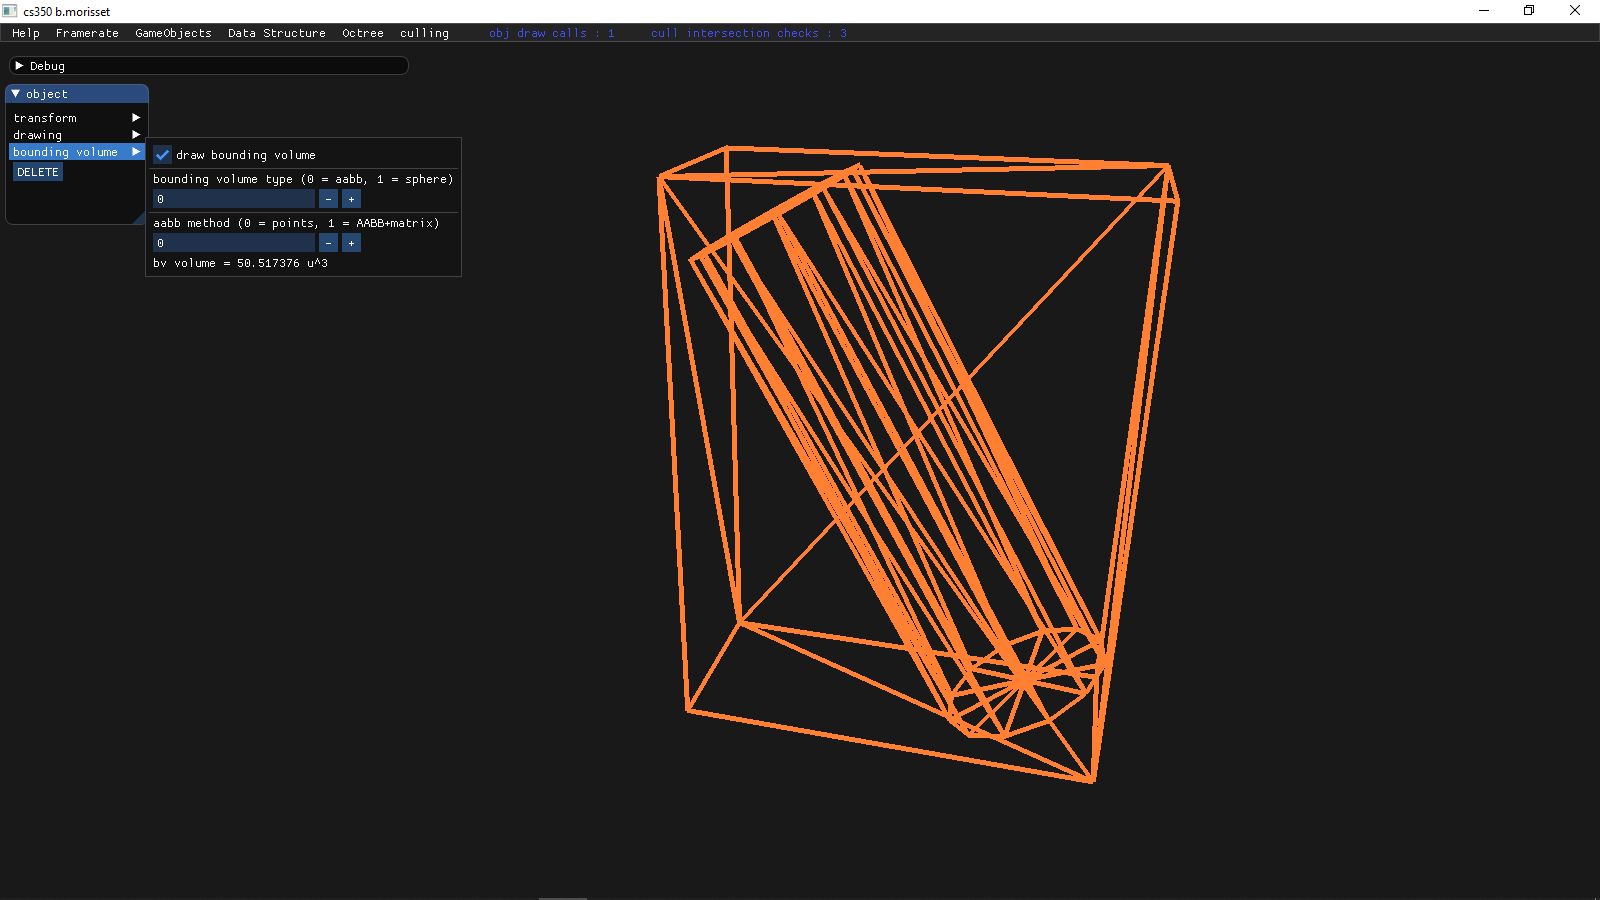 cs350 b.morisset
Help Framerate GameObjects Data Structure Octree culling obj draw calls : 1 cull intersection checks : 3
Debug
object
transform
drawing
bounding volume
DELETE
draw bounding volume
bounding volume type (0 = aabb, 1 = sphere)
0 - +
aabb method (0 = points, 1 = AABB+matrix)
0 - +
bv volume = 50.517376 u^3